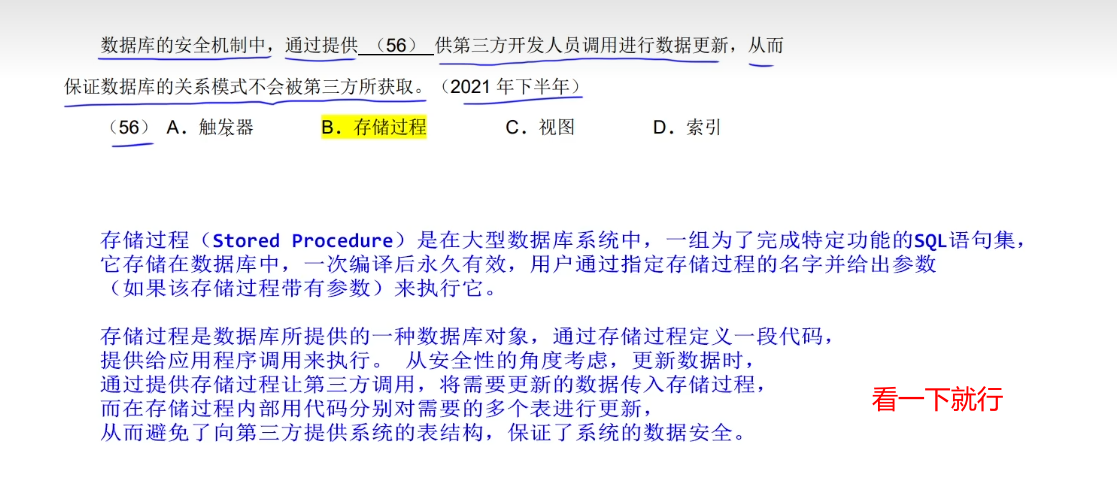 数据库的安全机制中，通过提供 （56） 供第三方开发人员调用进行数据更新，从而
保证数据库的关系模式不会被第三方所获取。（2021 年下半年）
（56） A．触发器 B．存储过程 C．视图 D．索引
存储过程（Stored Procedure）是在大型数据库系统中，一组为了完成特定功能的SQL语句集，
它存储在数据库中，一次编译后永久有效，用户通过指定存储过程的名字并给出参数
（如果该存储过程带有参数）来执行它。
存储过程是数据库所提供的一种数据库对象，通过存储过程定义一段代码，
提供给应用程序调用来执行。 从安全性的角度考虑，更新数据时，
通过提供存储过程让第三方调用，将需要更新的数据传入存储过程，
而在存储过程内部用代码分别对需要的多个表进行更新，
从而避免了向第三方提供系统的表结构，保证了系统的数据安全。
看一下就行